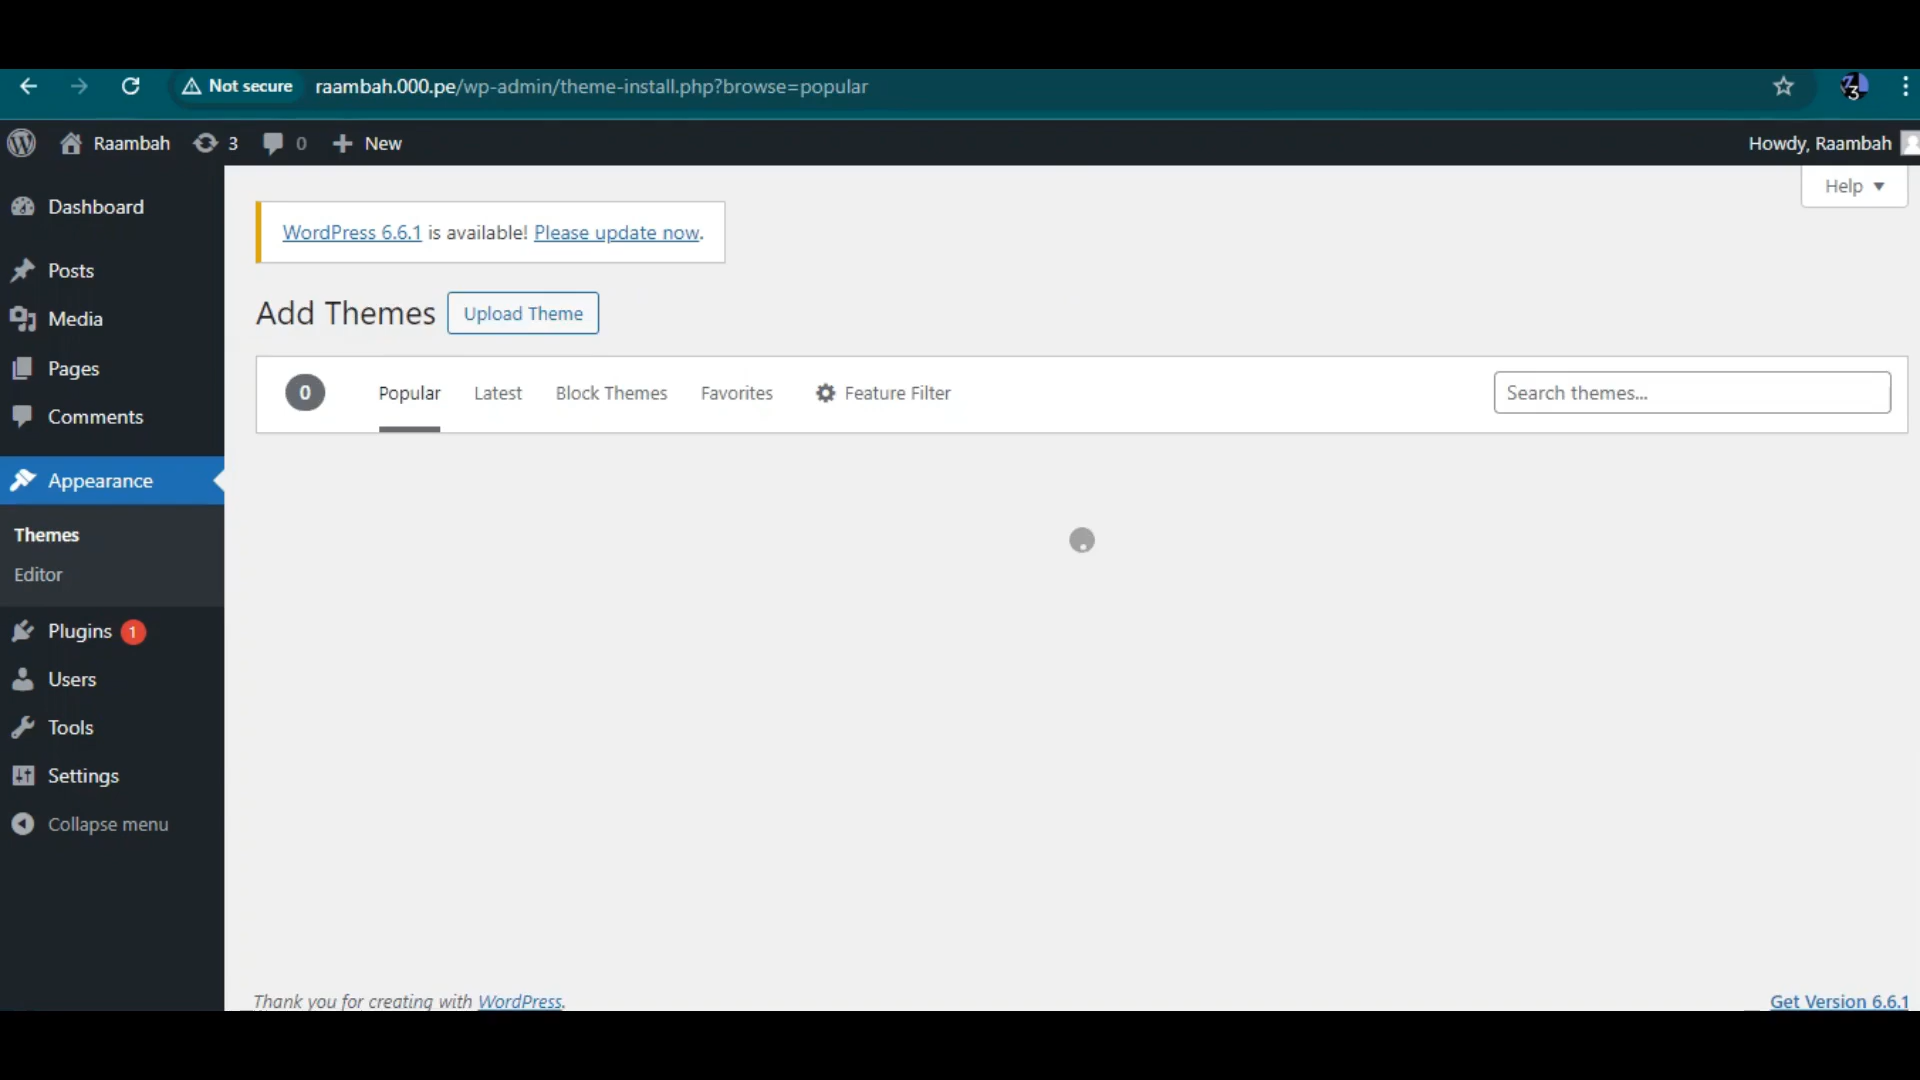 Not secure raambah.000.pe/wp-admin/theme-install.php?browse=popular 3
Raambah 3 0 New Howdy, Raambah
Help
Dashboard
Posts
Media
Pages
Comments
Appearance
Themes
Editor
Plugins 1
Users
Tools
Settings
Collapse menu
WordPress 6.6.1 is available! Please update now.
Add Themes Upload Theme
0 Popular Latest Block Themes Favorites Feature Filter Search themes...
Thank you for creating with WordPress. Get Version 6.6.1